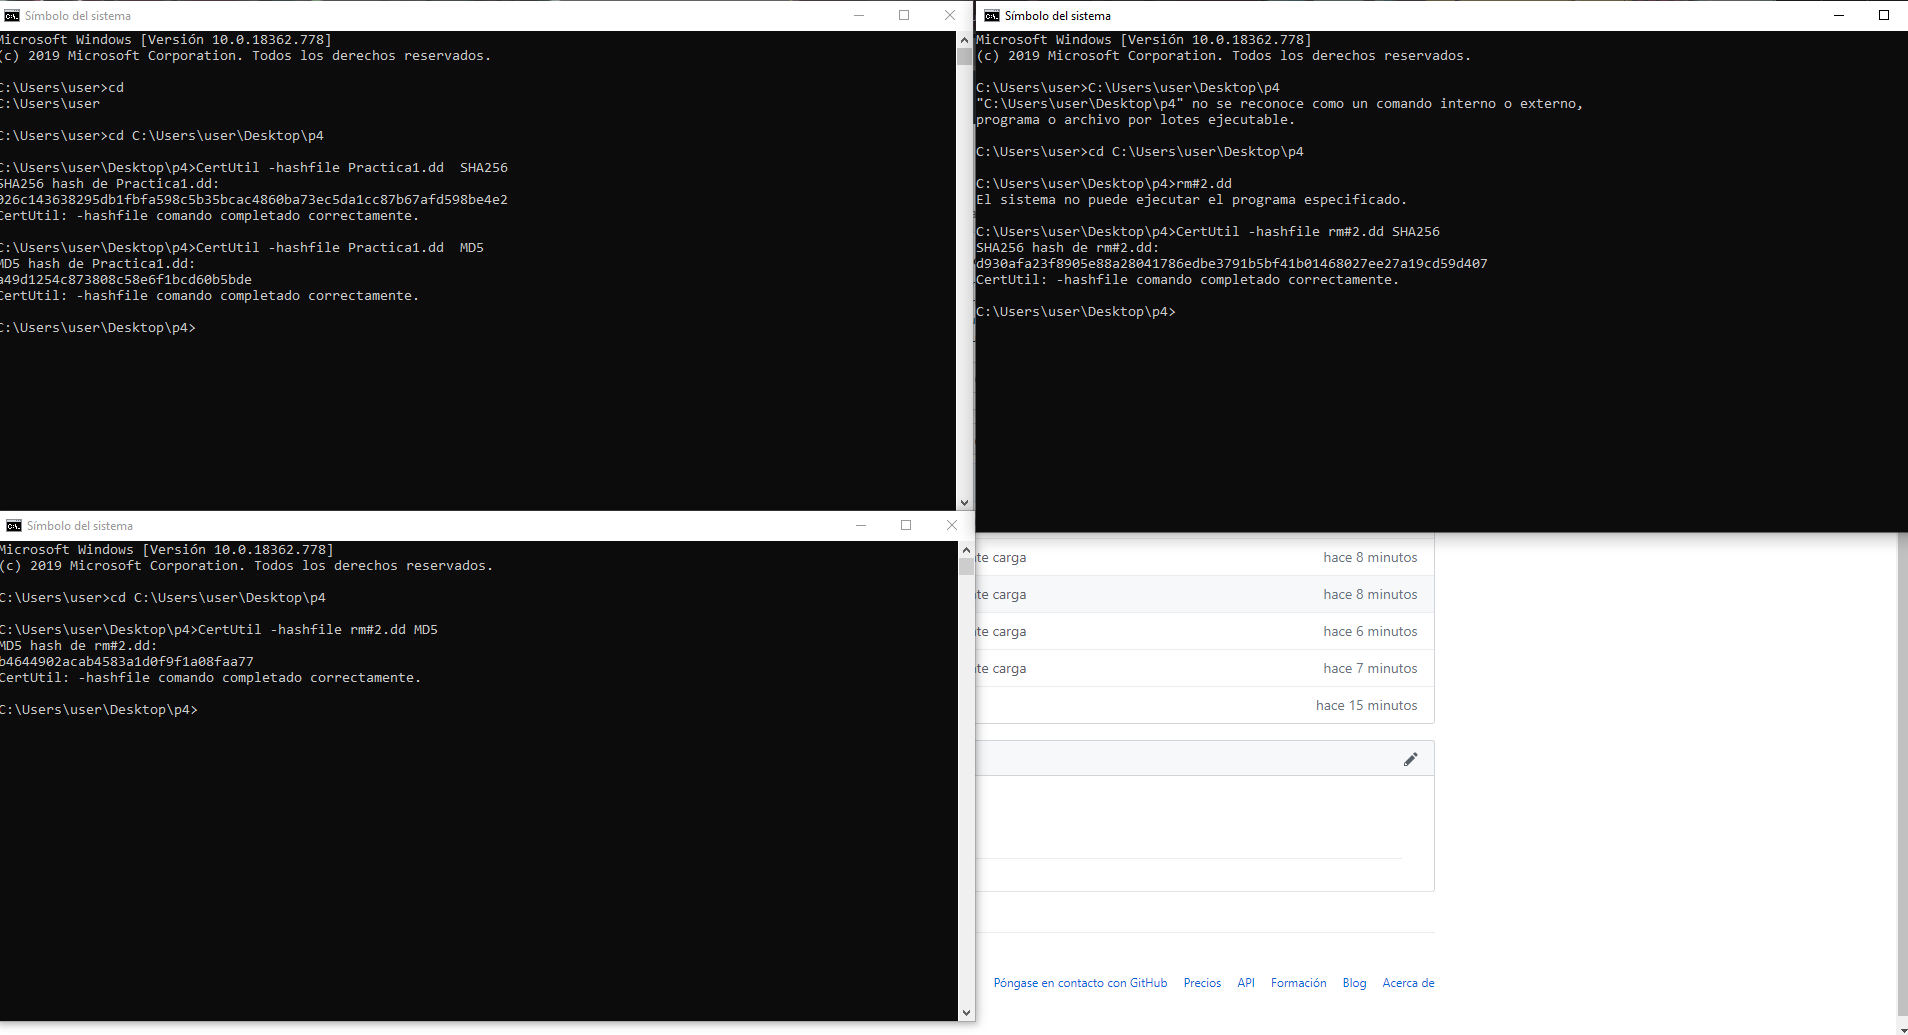 Símbolo del sistema
Microsoft Windows [Versión 10.0.18362.778]
(c) 2019 Microsoft Corporation. Todos los derechos reservados.
C:\Users\user>cd
C:\Users\user
C:\Users\user>cd C:\Users\user\Desktop\p4
C:\Users\user\Desktop\p4>CertUtil -hashfile Practica1.dd  SHA256
SHA256 hash de Practica1.dd:
026c143638295db1fbfa598c5b35bcac4860ba73ec5da1cc87b67afd598be4e2
CertUtil: -hashfile comando completado correctamente.
C:\Users\user\Desktop\p4>CertUtil -hashfile Practica1.dd  MD5
MD5 hash de Practica1.dd:
a49d1254c873808c58e6f1bcd60b5bde
CertUtil: -hashfile comando completado correctamente.
C:\Users\user\Desktop\p4>
Símbolo del sistema
Microsoft Windows [Versión 10.0.18362.778]
(c) 2019 Microsoft Corporation. Todos los derechos reservados.
C:\Users\user>C:\Users\user\Desktop\p4
"C:\Users\user\Desktop\p4" no se reconoce como un comando interno o externo,
programa o archivo por lotes ejecutable.
C:\Users\user>cd C:\Users\user\Desktop\p4
C:\Users\user\Desktop\p4>rm#2.dd
El sistema no puede ejecutar el programa especificado.
C:\Users\user\Desktop\p4>CertUtil -hashfile rm#2.dd SHA256
SHA256 hash de rm#2.dd:
d930afa23f8905e88a28041786edbe3791b5bf41b01468027ee27a19cd59d407
CertUtil: -hashfile comando completado correctamente.
C:\Users\user\Desktop\p4>
Símbolo del sistema
Microsoft Windows [Versión 10.0.18362.778]
(c) 2019 Microsoft Corporation. Todos los derechos reservados.
C:\Users\user>cd C:\Users\user\Desktop\p4
C:\Users\user\Desktop\p4>CertUtil -hashfile rm#2.dd MD5
MD5 hash de rm#2.dd:
b4644902acab4583a1d0f9f1a08faa77
CertUtil: -hashfile comando completado correctamente.
C:\Users\user\Desktop\p4>
te carga hace 8 minutos
te carga hace 8 minutos
te carga hace 6 minutos
te carga hace 7 minutos
hace 15 minutos
Póngase en contacto con GitHub Precios API Formación Blog Acerca de